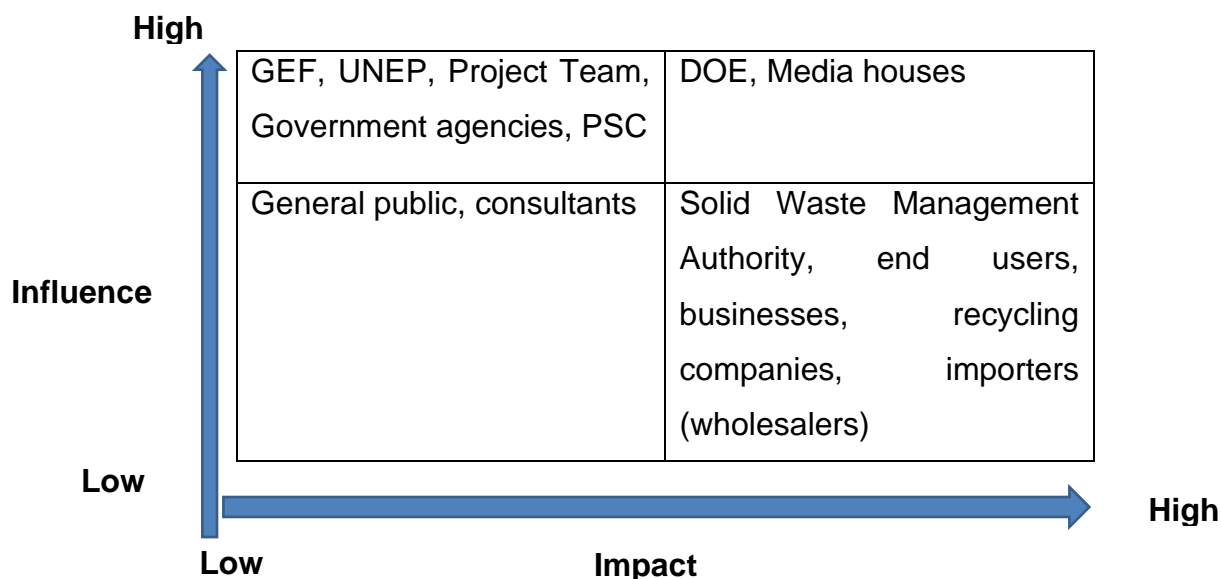 High
GEF, UNEP, Project Team,
Government agencies, PSC
DOE, Media houses
General public, consultants
Solid Waste Management
Authority, end users,
businesses, recycling
companies, importers
(wholesalers)
Influence
Low
High
Low
Impact